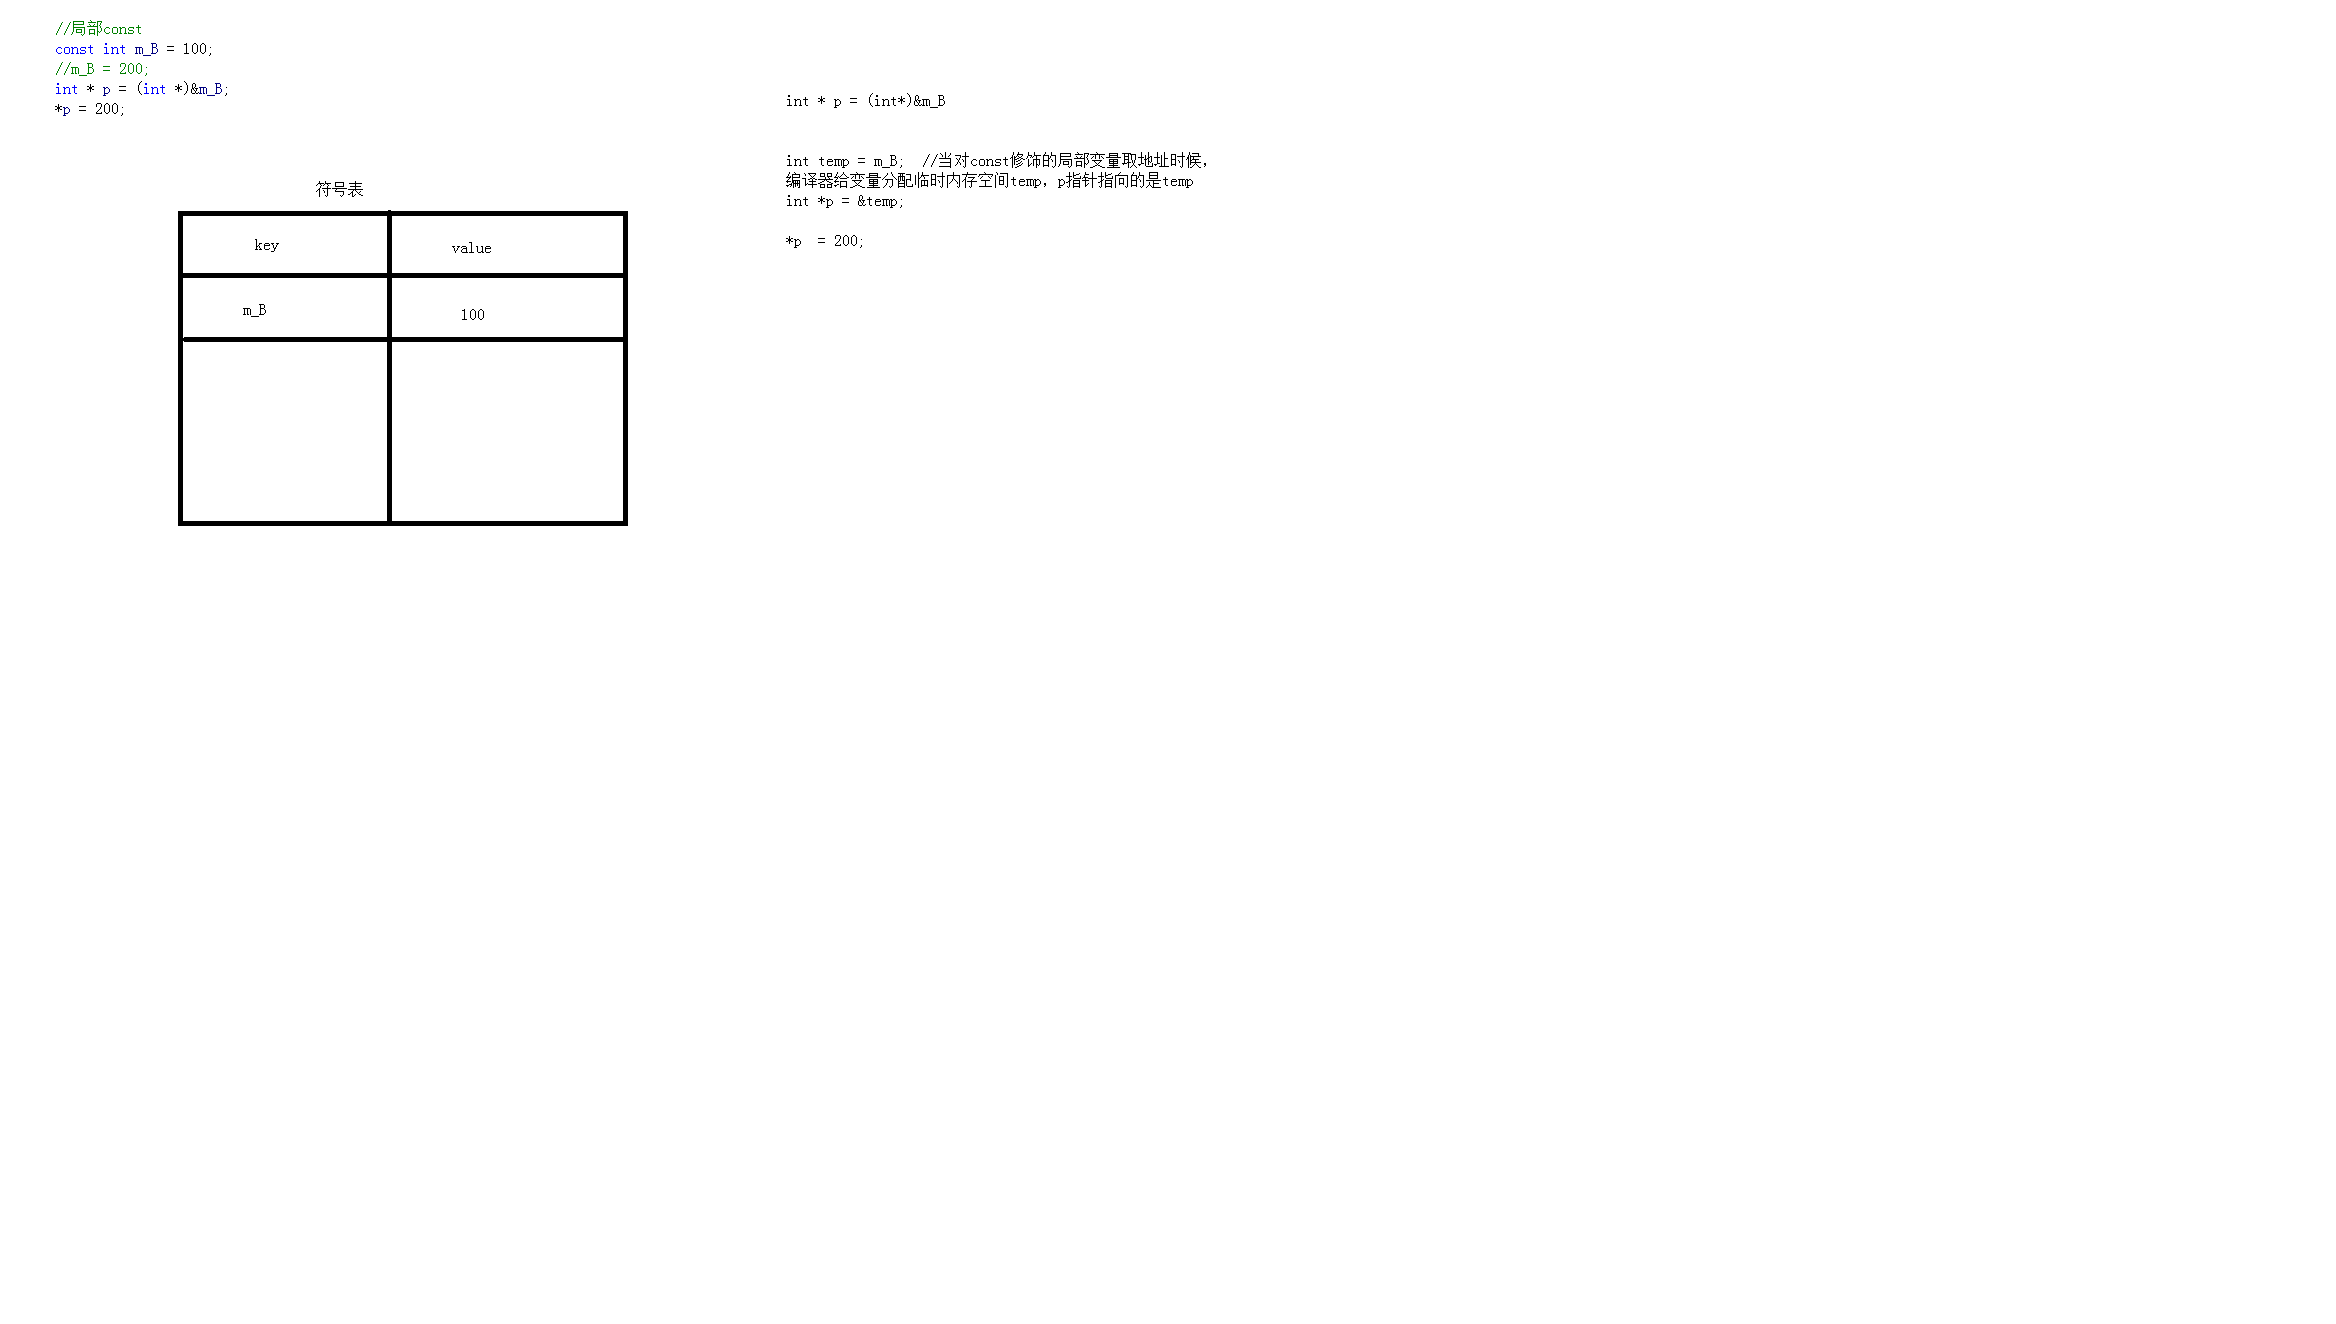 //局部const
const int m_B = 100;
//m_B = 200;
int * p = (int *)&m_B;
*p = 200;
符号表
key value
m_B 100
int * p = (int*)&m_B
int temp = m_B;  //当对const修饰的局部变量取地址时候，
编译器给变量分配临时内存空间temp，p指针指向的是temp
int *p = &temp;
*p  = 200;